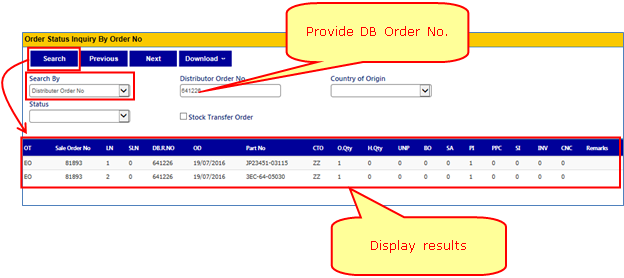 Provide DB Order No.
Order Status Inquiry By Order No
Search Previous Next Download
Search By Distributor Order No. Country of Origin
Distributer Order No 641226
Status
Stock Transfer Order
OT Sale Order No LN SLN DB.R.NO OD Part No CTO O.Qty H.Qty UNP BO SA PI PPC SI INV CNC Remarks
EO 81893 1 0 641226 19/07/2016 JP23451-03115 ZZ 1 0 0 0 0 1 0 0 0 0
EO 81893 2 0 641226 19/07/2016 3EC-64-05030 ZZ 1 0 0 0 0 1 0 0 0 0
Display results